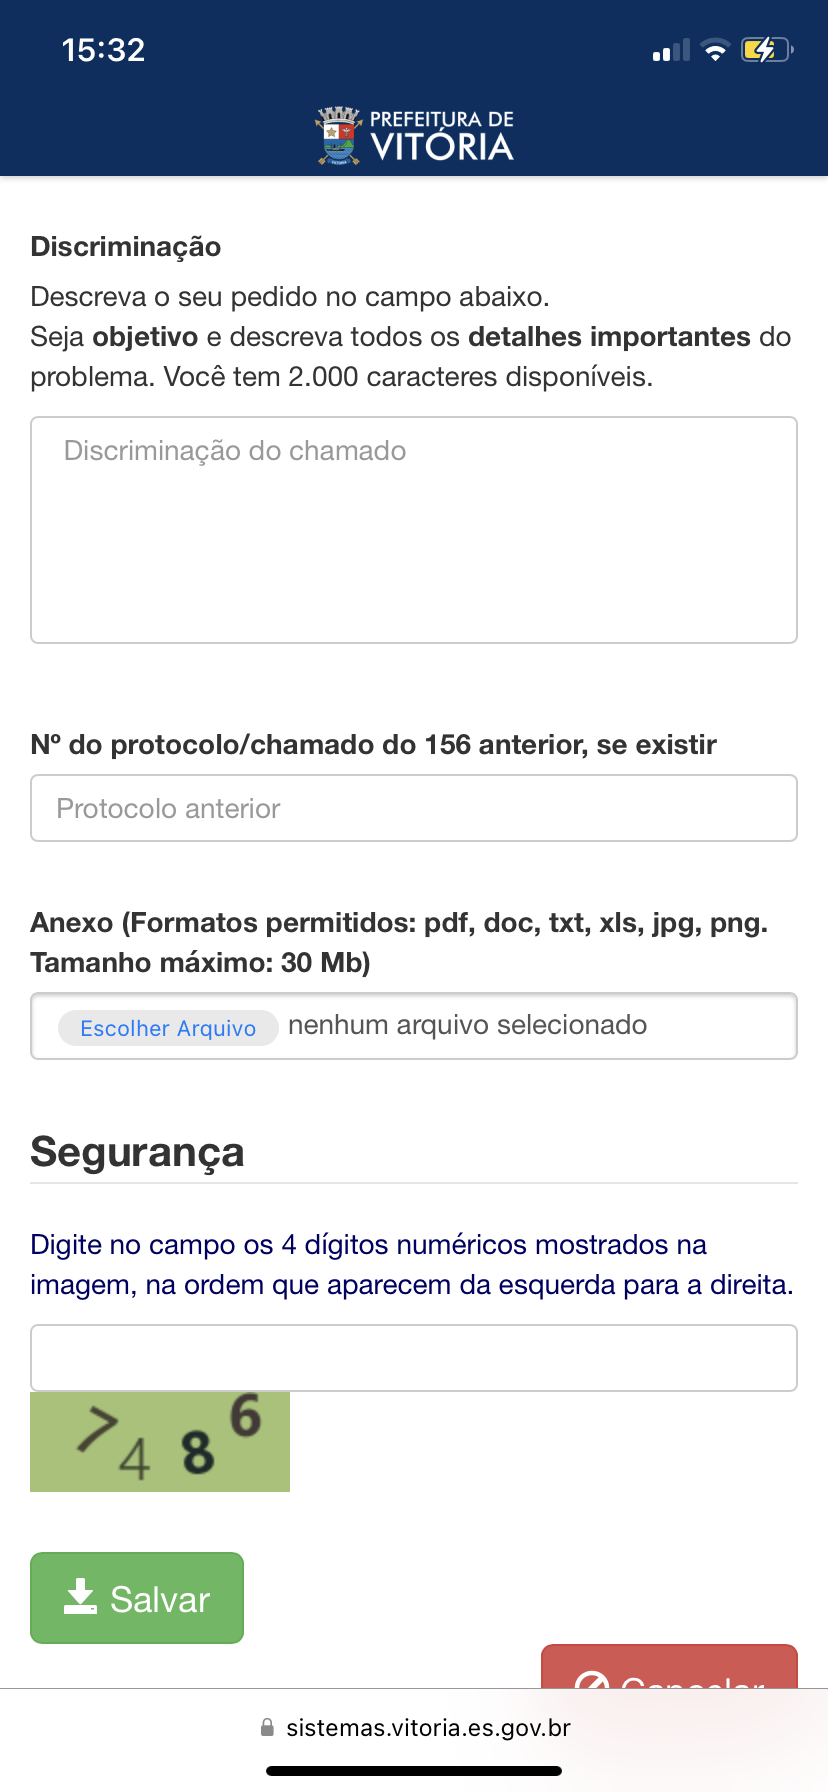 15:32
PREFEITURA DE
VITÓRIA
Discriminação
Descreva o seu pedido no campo abaixo.
Seja objetivo e descreva todos os detalhes importantes do
problema. Você tem 2.000 caracteres disponíveis.
Discriminação do chamado
Nº do protocolo/chamado do 156 anterior, se existir
Protocolo anterior
Anexo (Formatos permitidos: pdf, doc, txt, xls, jpg, png.
Tamanho máximo: 30 Mb)
Escolher Arquivo nenhum arquivo selecionado
Segurança
Digite no campo os 4 dígitos numéricos mostrados na
imagem, na ordem que aparecem da esquerda para a direita.
7 4 8 6
Salvar
Cancelar
sistemas.vitoria.es.gov.br